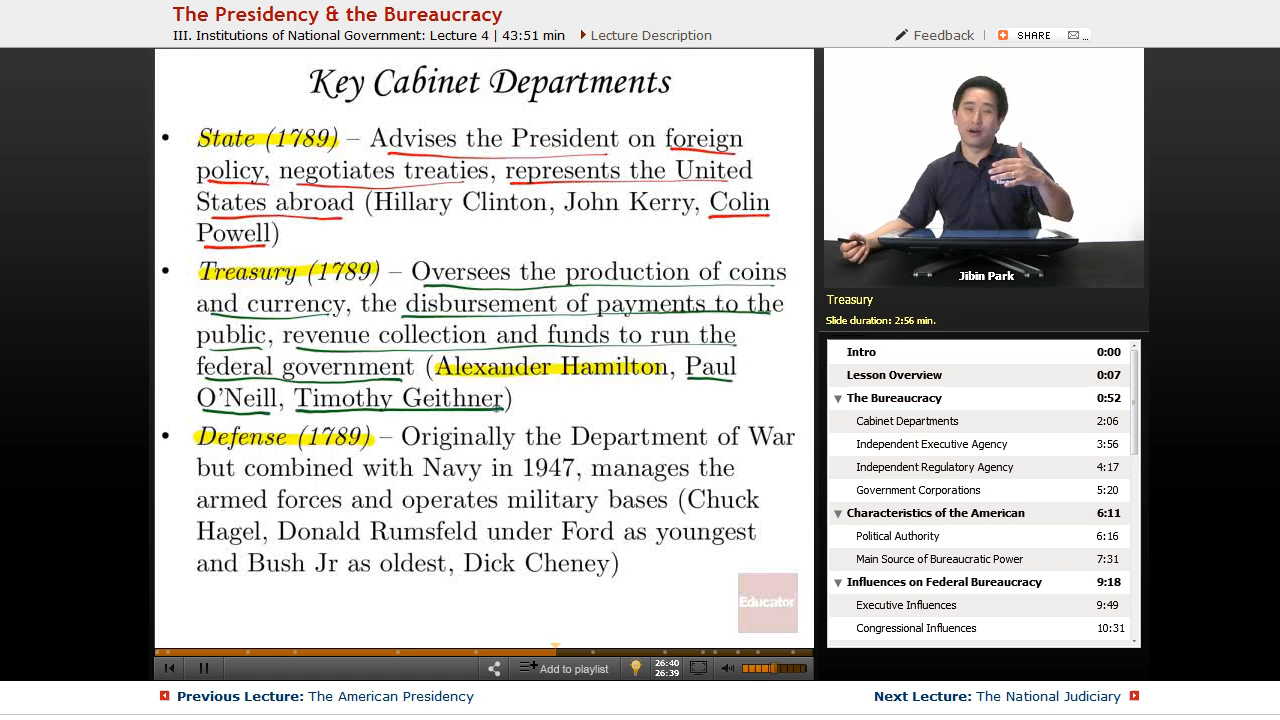 The Presidency & the Bureaucracy
III. Institutions of National Government: Lecture 4 | 43:51 min
Lecture Description
Feedback
SHARE
Key Cabinet Departments
• State (1789) – Advises the President on foreign
policy, negotiates treaties, represents the United
States abroad (Hillary Clinton, John Kerry, Colin
Powell)
• Treasury (1789) – Oversees the production of coins
and currency, the disbursement of payments to the
public, revenue collection and funds to run the
federal government (Alexander Hamilton, Paul
O'Neill, Timothy Geithner)
• Defense (1789) – Originally the Department of War
but combined with Navy in 1947, manages the
armed forces and operates military bases (Chuck
Hagel, Donald Rumsfeld under Ford as youngest
and Bush Jr as oldest, Dick Cheney)
Educator
Jibin Park
Treasury
Slide duration: 2:56 min.
Intro 0:00
Lesson Overview 0:07
The Bureaucracy 0:52
Cabinet Departments 2:06
Independent Executive Agency 3:56
Independent Regulatory Agency 4:17
Government Corporations 5:20
Characteristics of the American 6:11
Political Authority 6:16
Main Source of Bureaucratic Power 7:31
Influences on Federal Bureaucracy 9:18
Executive Influences 9:49
Congressional Influences 10:31
Add to playlist
26:40
26:39
Previous Lecture: The American Presidency
Next Lecture: The National Judiciary